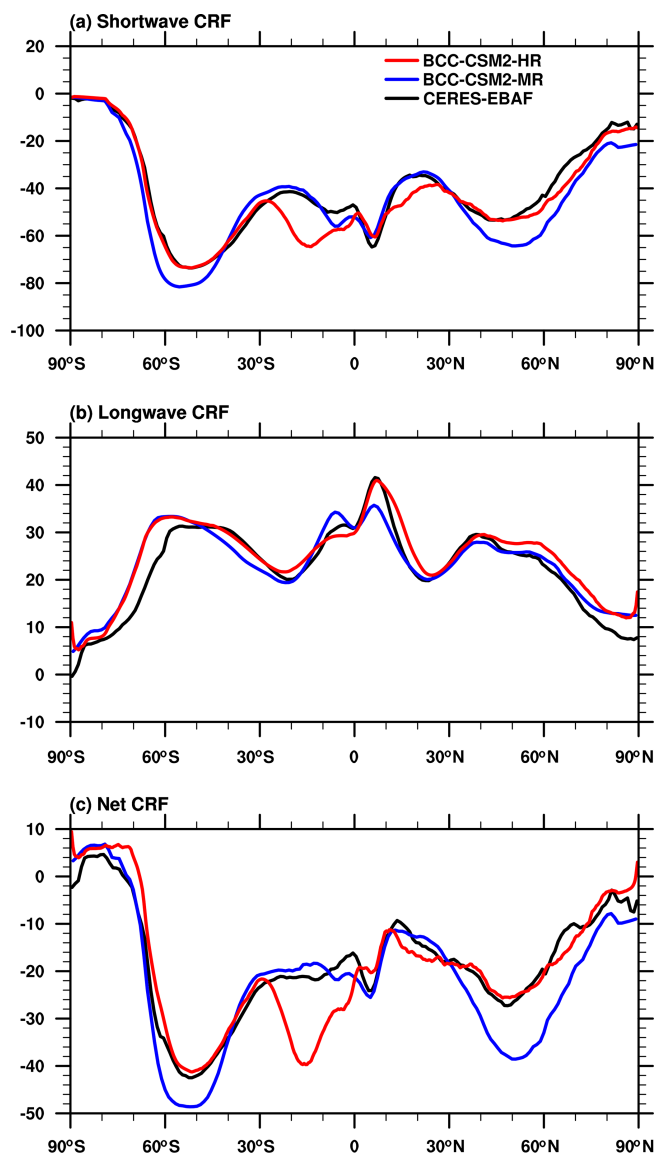 (a) Shortwave CRF
20
BCC-CSM2-HR
BCC-CSM2-MR
0
CERES-EBAF
-20
-40
-60
-80
-100
90°S 60°S 30°S 0 30°N 60°N 90°N
(b) Longwave CRF
50
40
30
20
10
0
-10
90°S 60°S 30°S 0 30°N 60°N 90°N
(c) Net CRF
10
0
-10
-20
-30
-40
-50
90°S 60°S 30°S 0 30°N 60°N 90°N